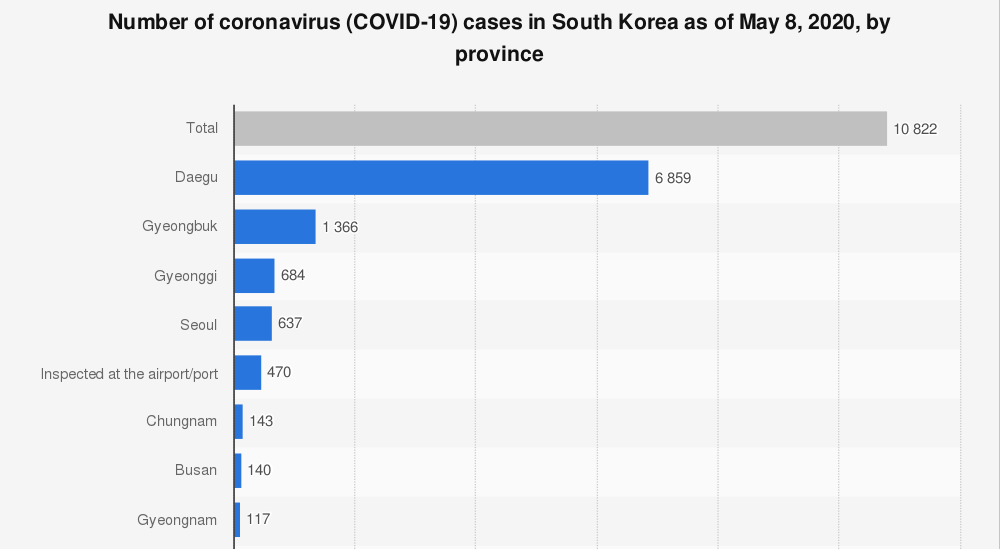 Number of coronavirus (COVID-19) cases in South Korea as of May 8, 2020, by
province
Total 10 822
Daegu 6 859
Gyeongbuk 1 366
Gyeonggi 684
Seoul 637
Inspected at the airport/port 470
Chungnam 143
Busan 140
Gyeongnam 117